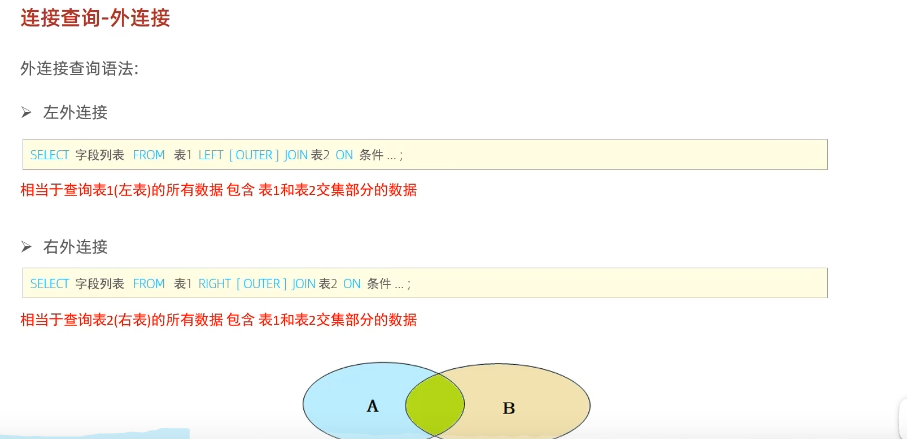 连接查询-外连接
外连接查询语法:
➢ 左外连接
SELECT 字段列表 FROM 表1 LEFT [ OUTER ] JOIN 表2 ON 条件 ... ;
相当于查询表1(左表)的所有数据 包含 表1和表2交集部分的数据
➢ 右外连接
SELECT 字段列表 FROM 表1 RIGHT [ OUTER ] JOIN 表2 ON 条件 ... ;
相当于查询表2(右表)的所有数据 包含 表1和表2交集部分的数据
A B